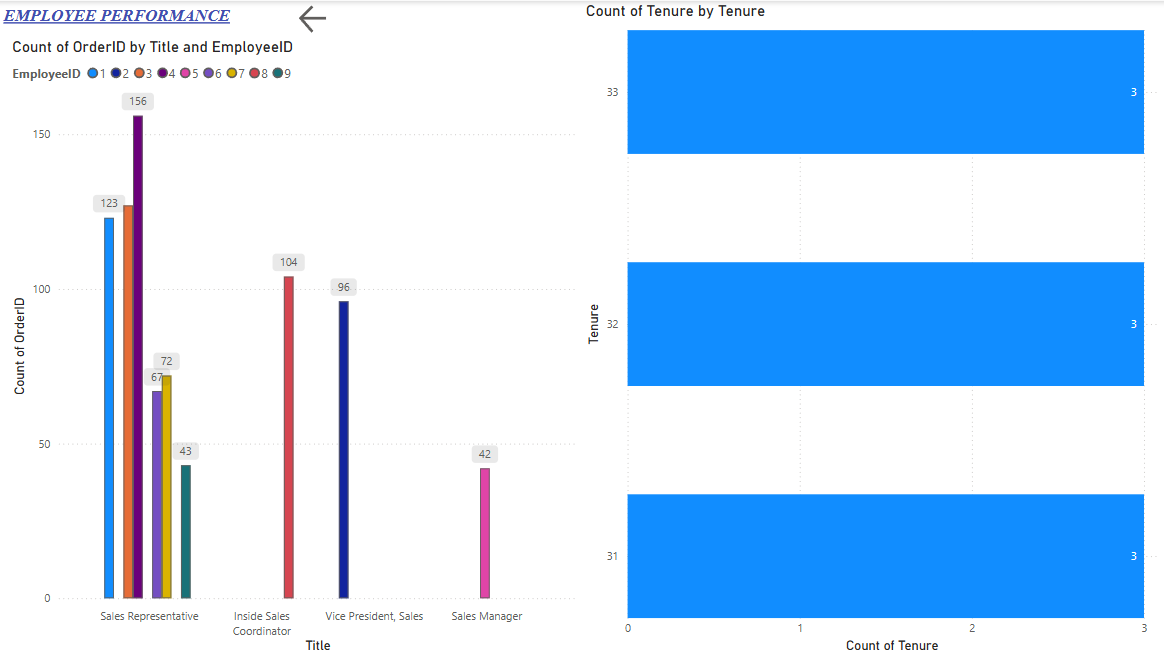 EMPLOYEE PERFORMANCE
Count of OrderID by Title and EmployeeID
EmployeeID 1 2 3 4 5 6 7 8 9
Count of OrderID
150
100
50
0
123
156
67
72
43
104
96
42
Sales Representative
Inside Sales
Coordinator
Vice President, Sales
Sales Manager
Title
Count of Tenure by Tenure
Tenure
33
3
32
3
31
3
0 1 2 3
Count of Tenure